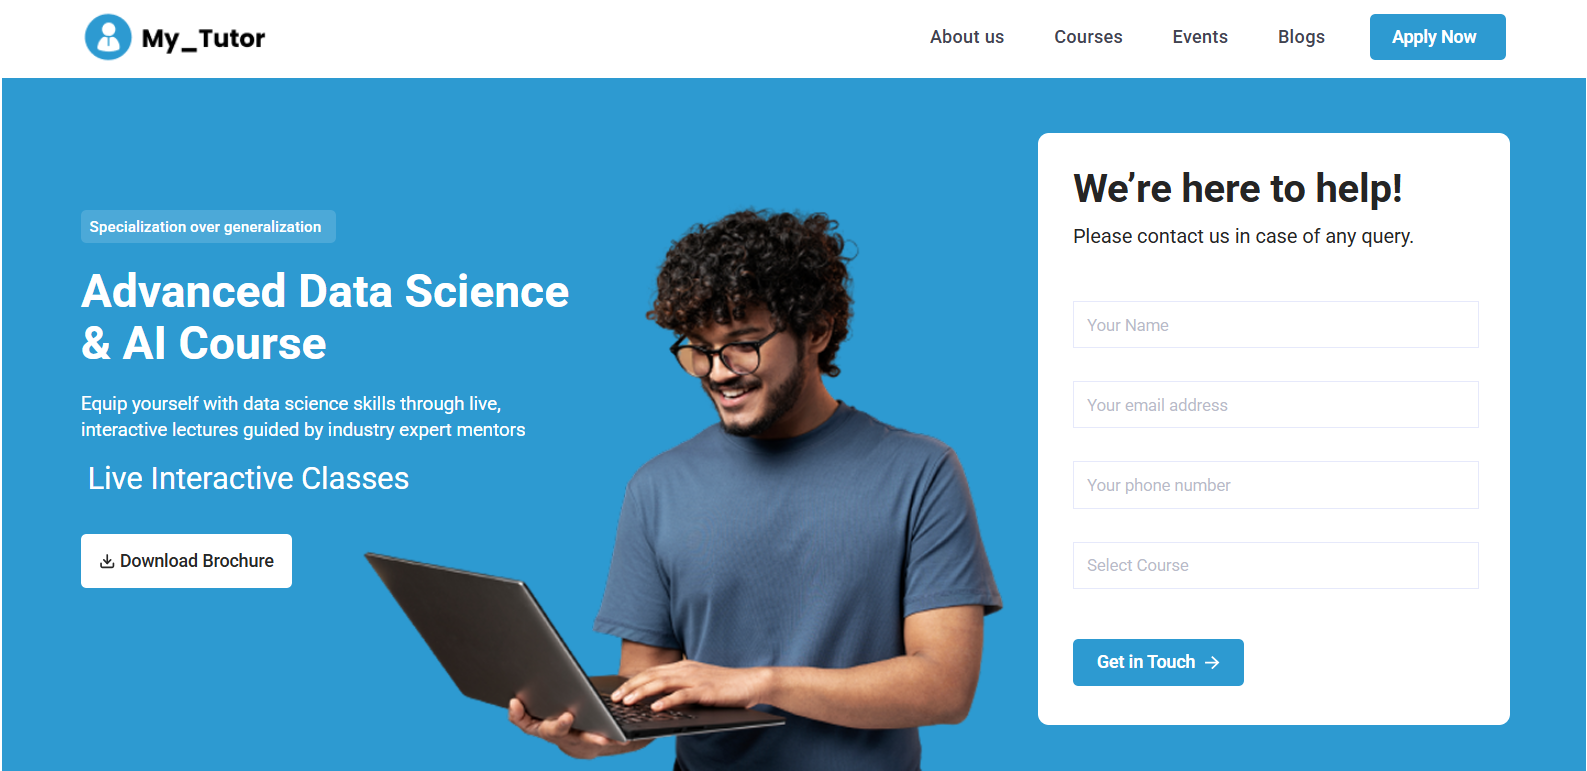 My_Tutor
About us
Courses
Events
Blogs
Apply Now
Specialization over generalization
Advanced Data Science
& AI Course
Equip yourself with data science skills through live,
interactive lectures guided by industry expert mentors
Live Interactive Classes
Download Brochure
We’re here to help!
Please contact us in case of any query.
Your Name
Your email address
Your phone number
Select Course
Get in Touch →